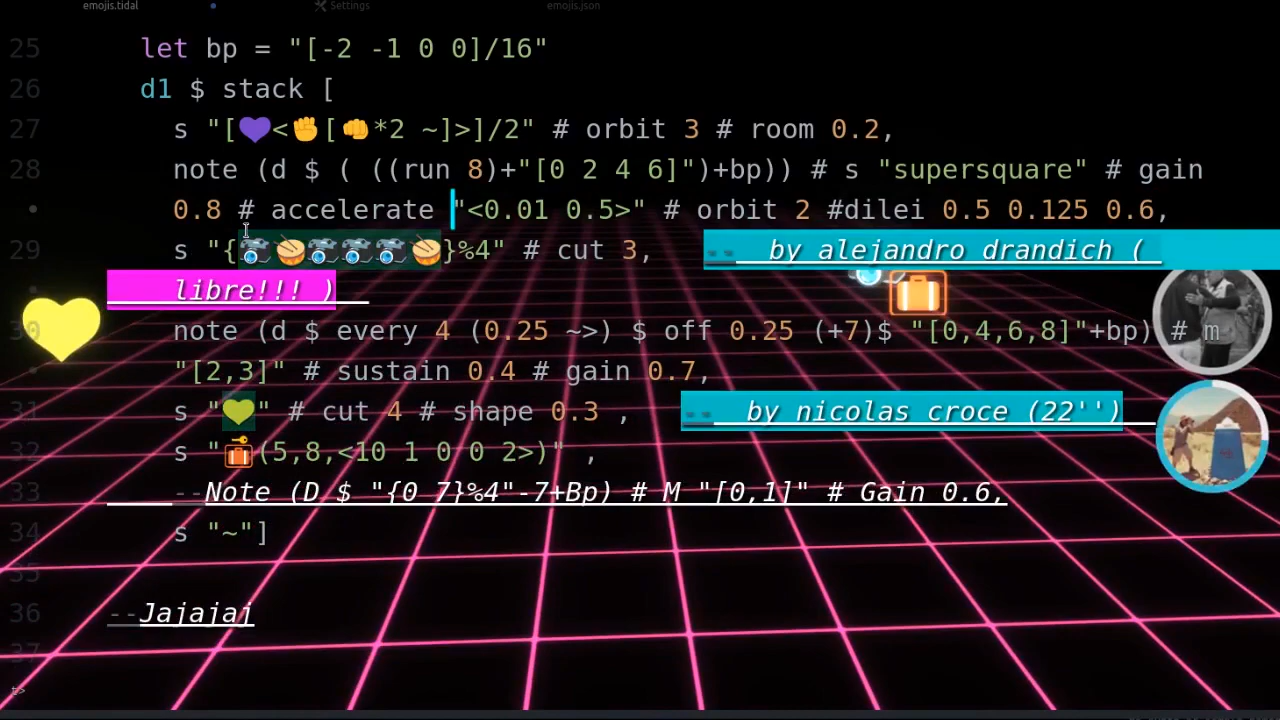 emojis.tidal Settings emojis.json
25 let bp = "[-2 -1 0 0]/16"
26 d1 $ stack [
27 s "[💜<✊[👊*2 ~]>]/2" # orbit 3 # room 0.2,
28 note (d $ ( ((run 8)+"[0 2 4 6]")+bp)) # s "supersquare" # gain
• 0.8 # accelerate "<0.01 0.5>" # orbit 2 #dilei 0.5 0.125 0.6,
29 s "{📸🥁📸📸📸🥁}%4" # cut 3, -- by alejandro drandich (
• libre!!! )
30 note (d $ every 4 (0.25 ~>) $ off 0.25 (+7)$ "[0,4,6,8]"+bp) # m
• "[2,3]" # sustain 0.4 # gain 0.7,
31 s "💚" # cut 4 # shape 0.3 , -- by nicolas croce (22'')
32 s "🧳(5,8,<10 1 0 0 2>)" ,
33 --Note (D $ "{0 7}%4"-7+Bp) # M "[0,1]" # Gain 0.6,
34 s "~"]
35
36 --Jajajaj
37
t>